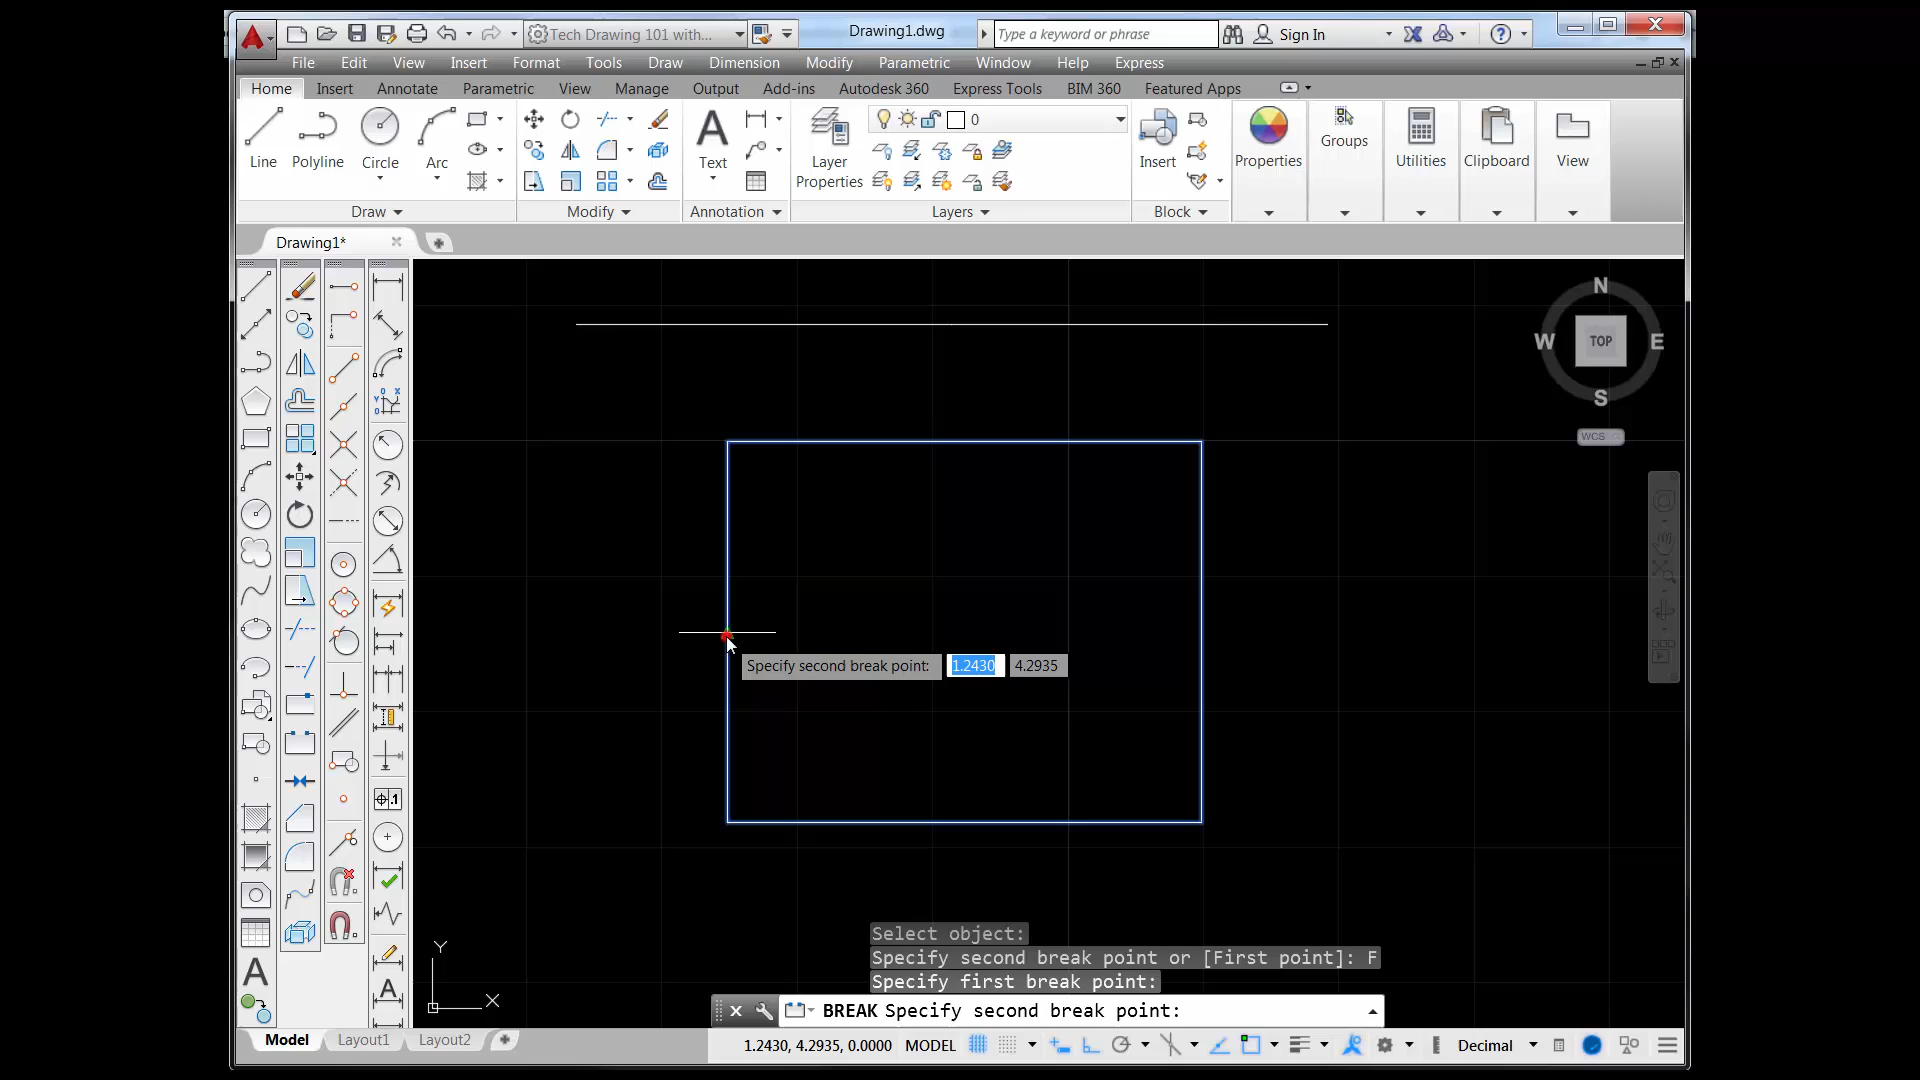 Tech Drawing 101 with...
Drawing1.dwg
Type a keyword or phrase
Sign In
File Edit View Insert Format Tools Draw Dimension Modify Parametric Window Help Express
Home Insert Annotate Parametric View Manage Output Add-ins Autodesk 360 Express Tools BIM 360 Featured Apps
0
Line Polyline Circle Arc Text Layer Properties Insert Properties Groups Utilities Clipboard View
Draw Modify Annotation Layers Block
Drawing1*
N
W TOP E
S
WCS
Specify second break point: 1.2430 4.2935
Y
X
Select object:
Specify second break point or [First point]: F
Specify first break point:
BREAK Specify second break point:
A
A
Model Layout1 Layout2
1.2430, 4.2935, 0.0000 MODEL Decimal